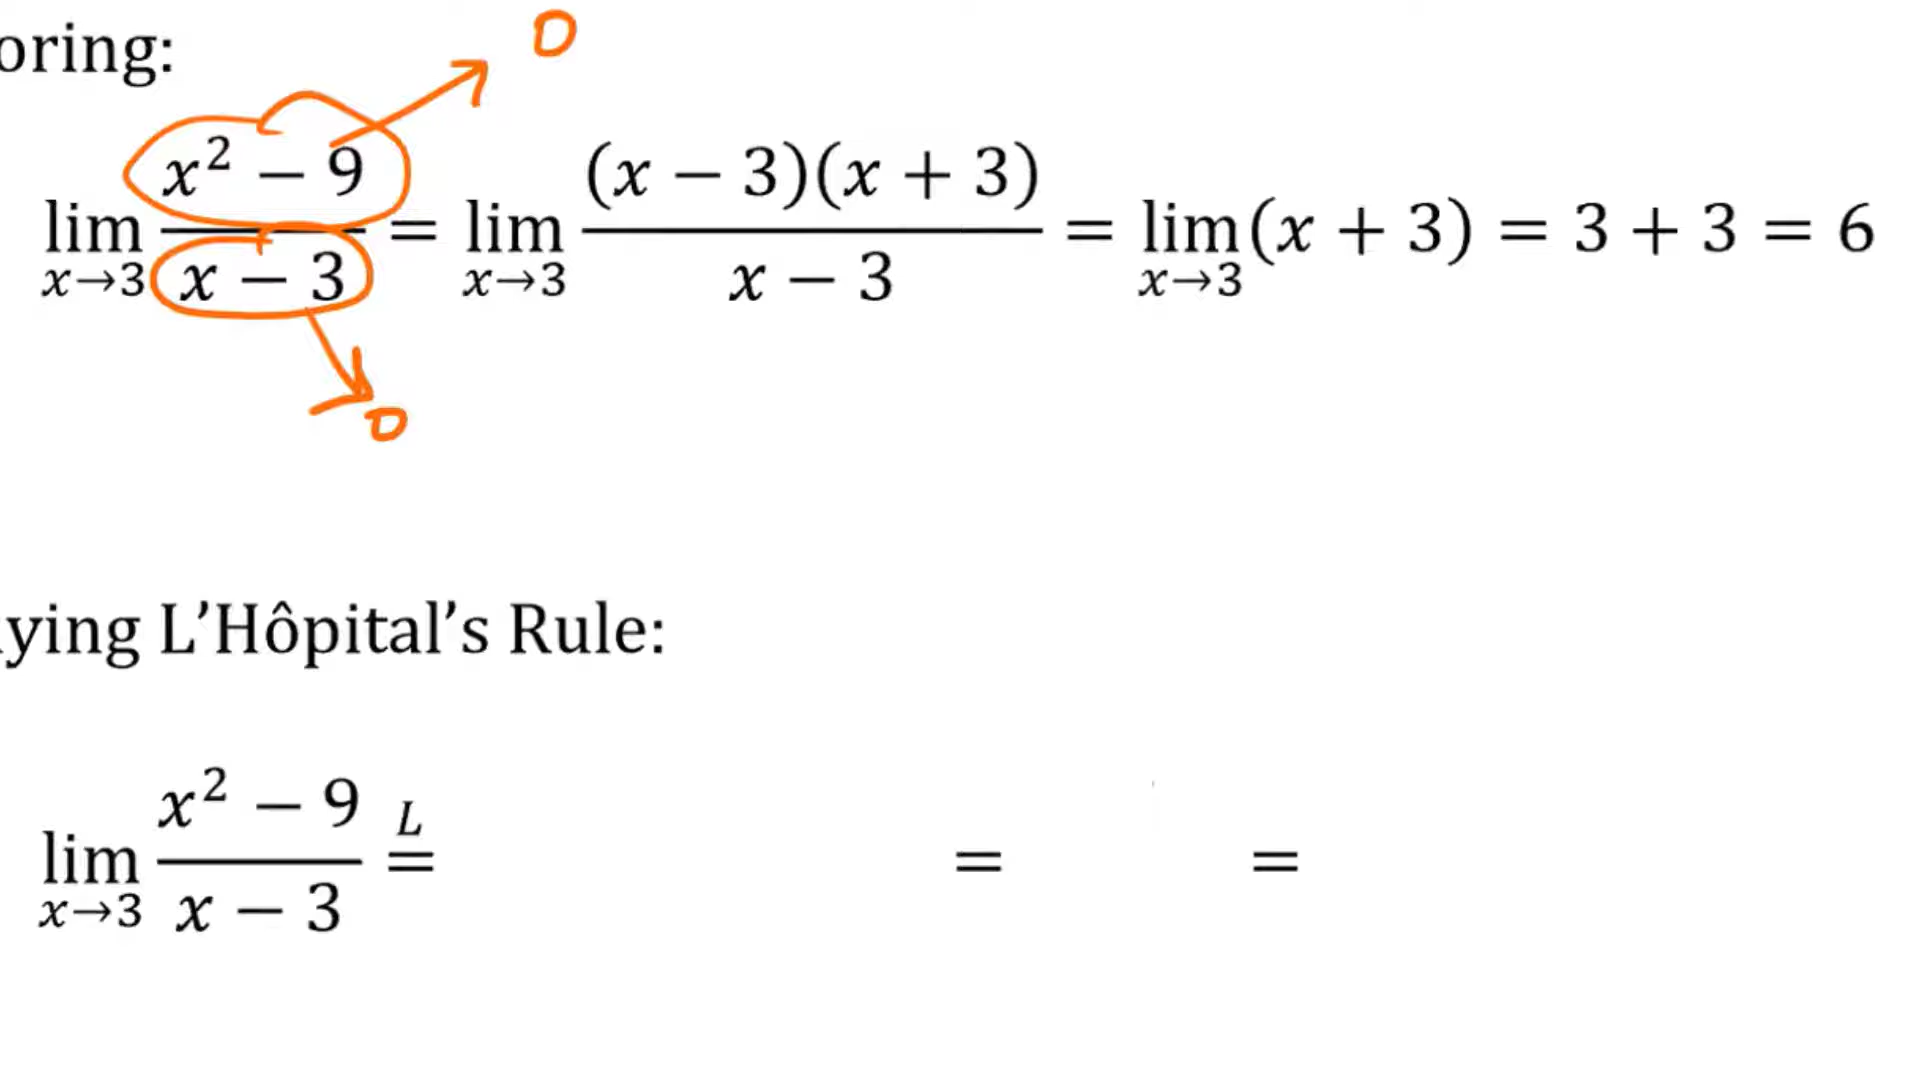 oring:
0
lim x→3 (x² − 9)/(x − 3) = lim x→3 ((x − 3)(x + 3))/(x − 3) = lim x→3 (x + 3) = 3 + 3 = 6
0
ying L’Hôpital’s Rule:
lim x→3 (x² − 9)/(x − 3) =ᴸ = =